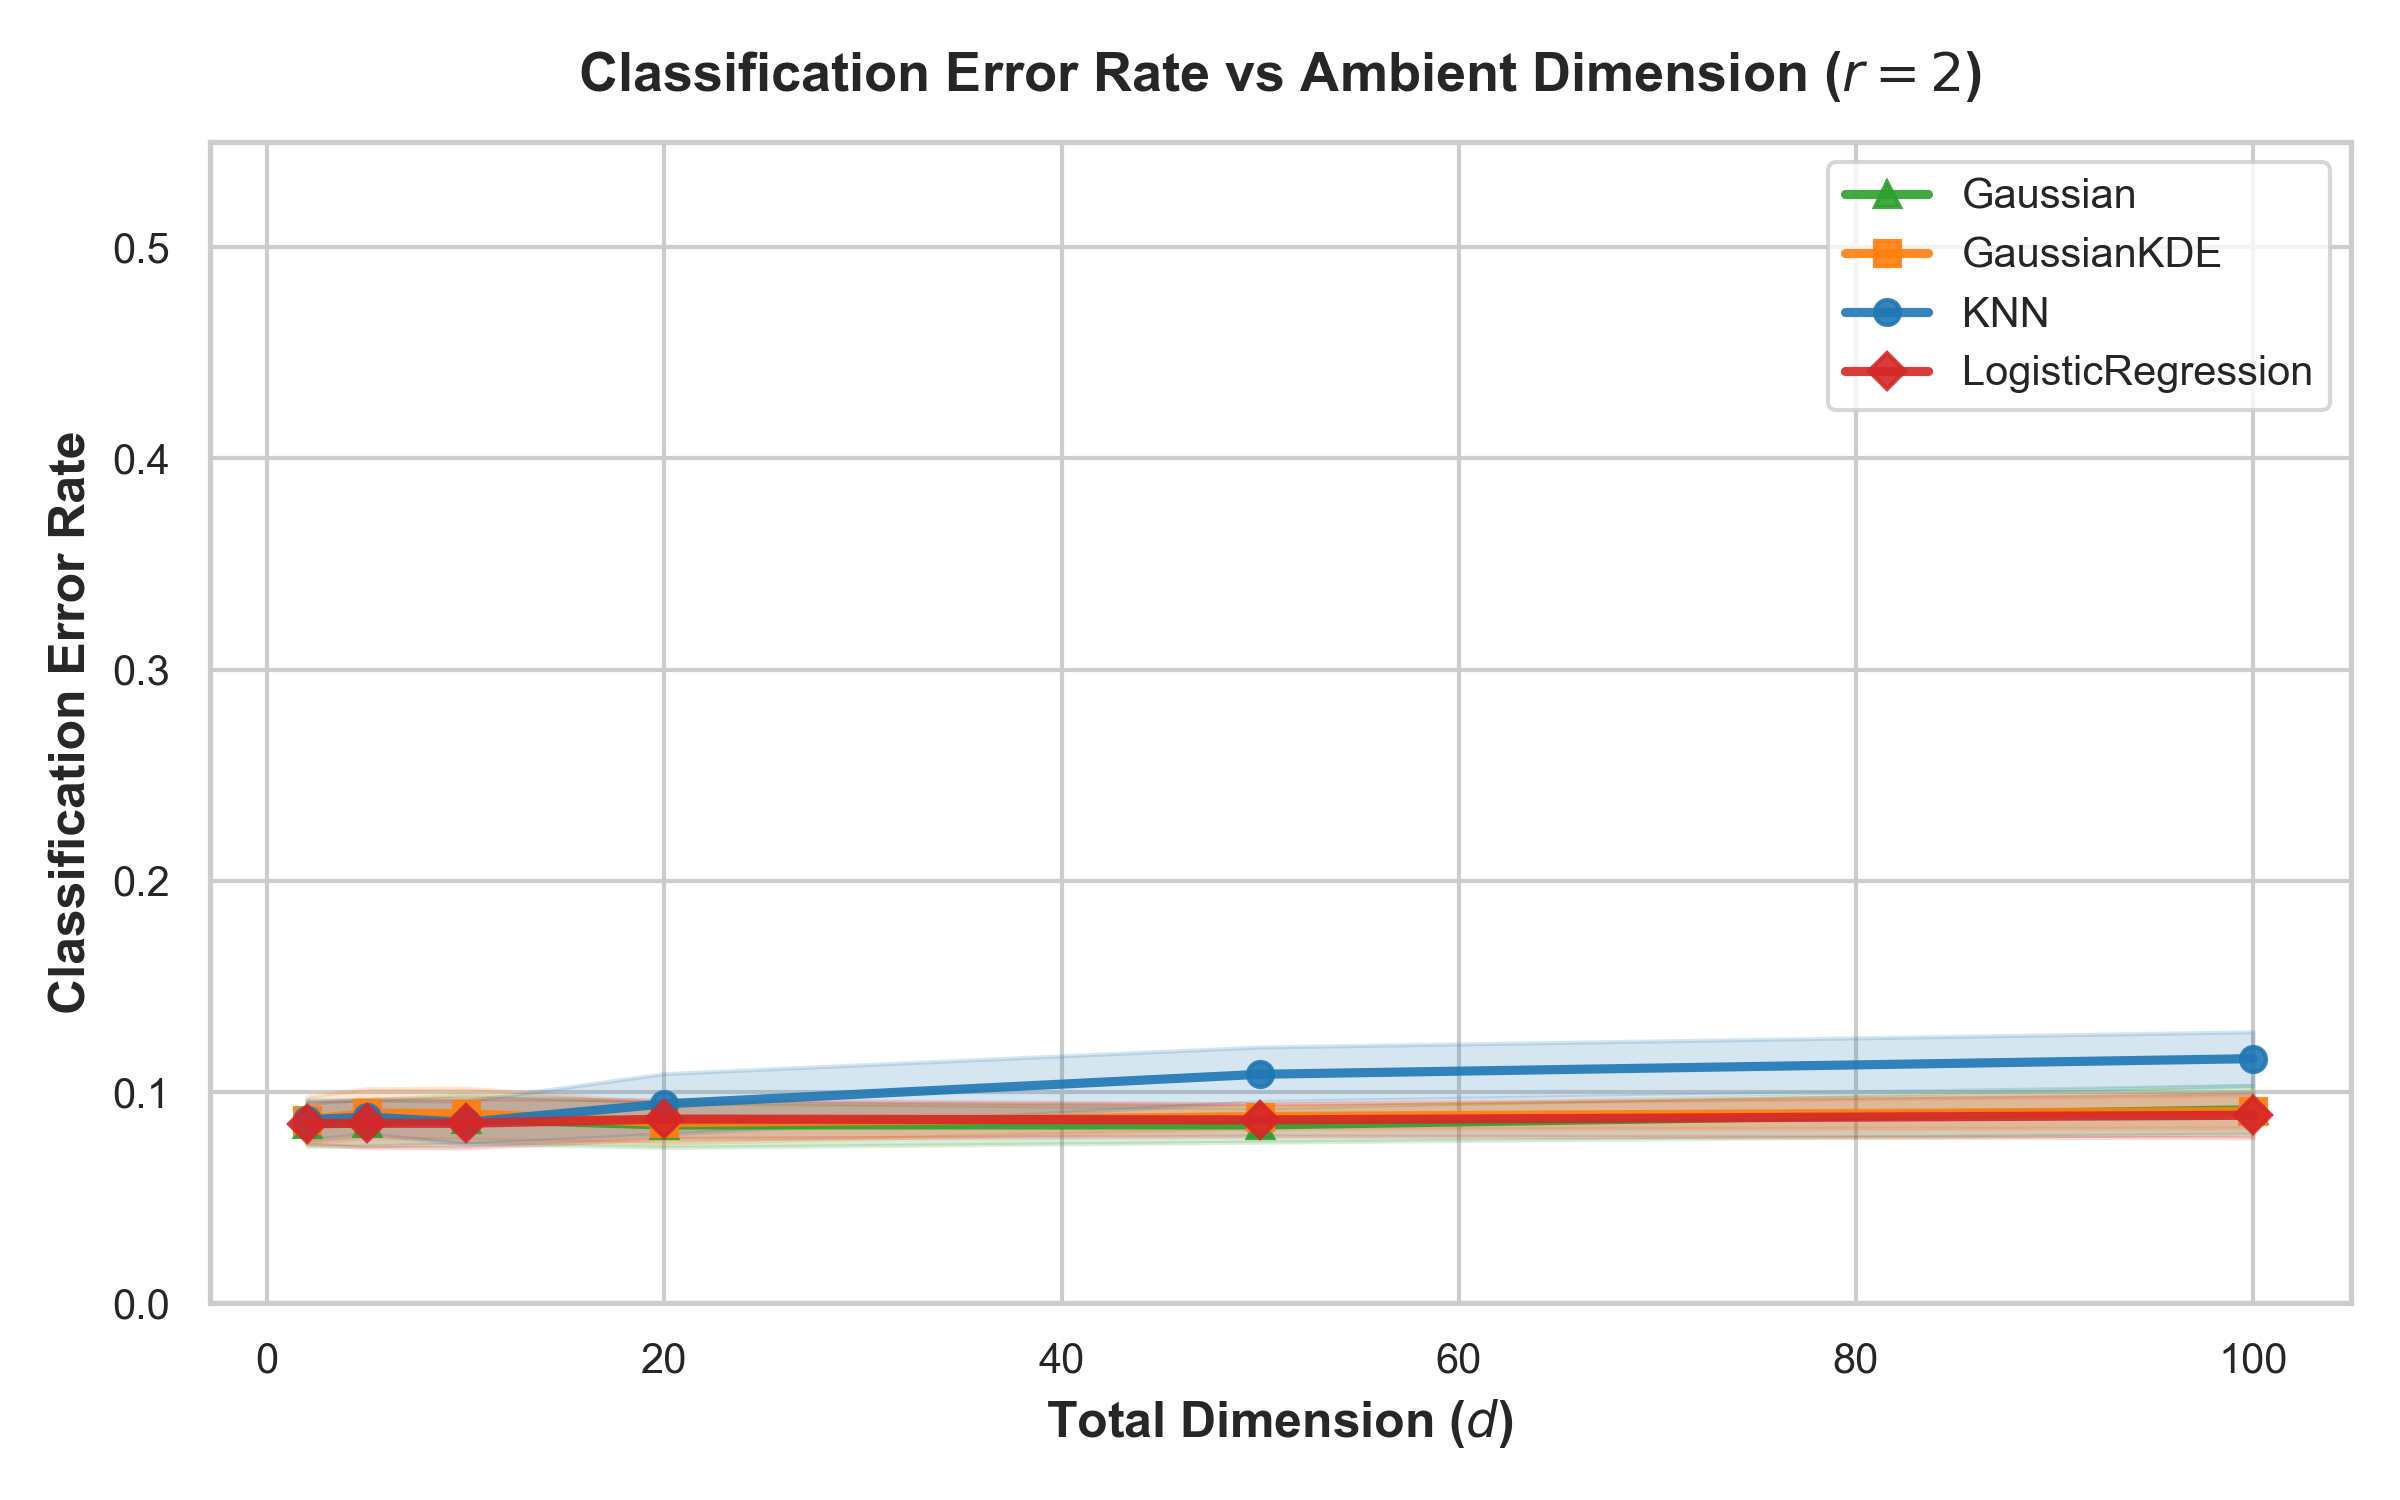 Classification Error Rate vs Ambient Dimension (r = 2)
Gaussian
GaussianKDE
KNN
LogisticRegression
Classification Error Rate
0.5
0.4
0.3
0.2
0.1
0.0
0 20 40 60 80 100
Total Dimension (d)